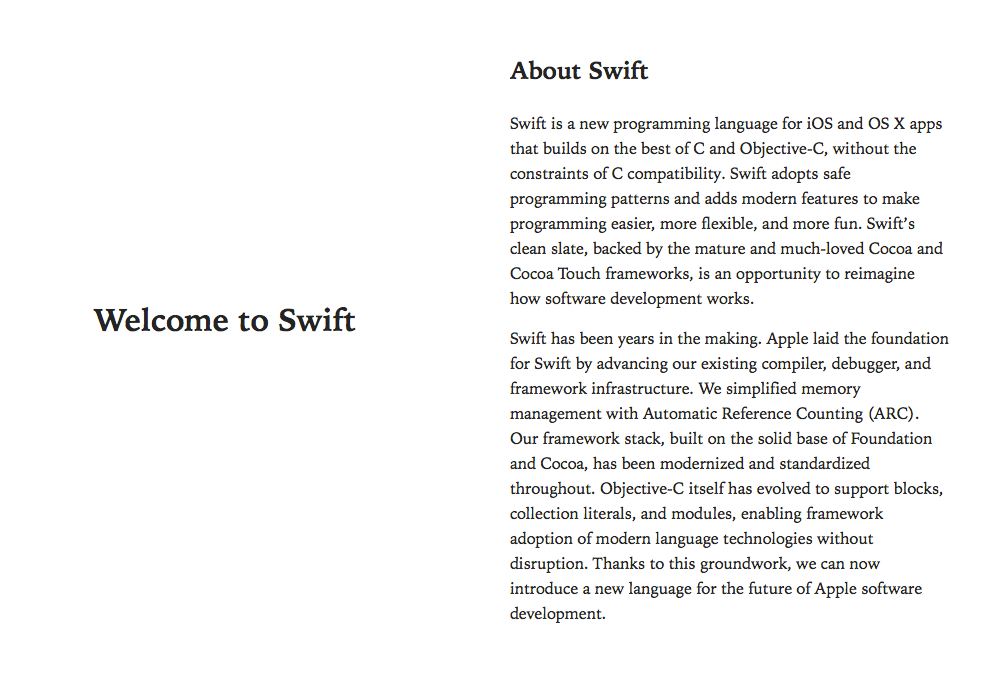 Welcome to Swift
About Swift
Swift is a new programming language for iOS and OS X apps
that builds on the best of C and Objective-C, without the
constraints of C compatibility. Swift adopts safe
programming patterns and adds modern features to make
programming easier, more flexible, and more fun. Swift’s
clean slate, backed by the mature and much-loved Cocoa and
Cocoa Touch frameworks, is an opportunity to reimagine
how software development works.
Swift has been years in the making. Apple laid the foundation
for Swift by advancing our existing compiler, debugger, and
framework infrastructure. We simplified memory
management with Automatic Reference Counting (ARC).
Our framework stack, built on the solid base of Foundation
and Cocoa, has been modernized and standardized
throughout. Objective-C itself has evolved to support blocks,
collection literals, and modules, enabling framework
adoption of modern language technologies without
disruption. Thanks to this groundwork, we can now
introduce a new language for the future of Apple software
development.